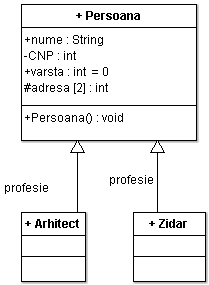 + Persoana
+nume : String
-CNP : int
+varsta : int = 0
#adresa [2] : int
+Persoana() : void
profesie
profesie
+ Arhitect
+ Zidar